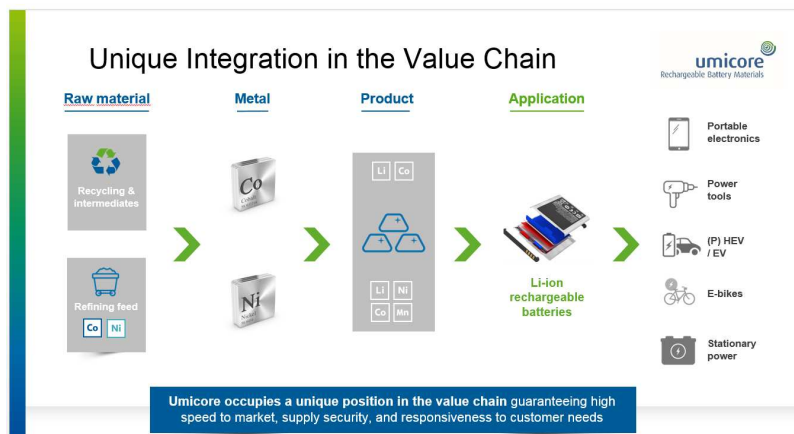 Unique Integration in the Value Chain
umicore
Rechargeable Battery Materials
Raw material
Metal
Product
Application
Recycling &
intermediates
Refining feed
Co
Ni
Co
Ni
Li
Co
+
+
+
Li
Ni
Co
Mn
Li-ion
rechargeable
batteries
Portable
electronics
Power
tools
(P) HEV
/ EV
E-bikes
Stationary
power
Umicore occupies a unique position in the value chain guaranteeing high
speed to market, supply security, and responsiveness to customer needs